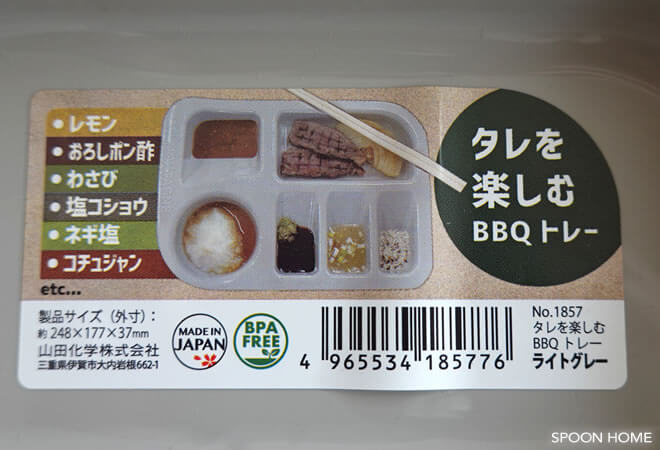 • レモン
• おろしポン酢
• わさび
• 塩コショウ
• ネギ塩
• コチュジャン
etc...
タレを
楽しむ
BBQ トレー
製品サイズ（外寸）：
約 248×177×37mm
山田化学株式会社
三重県伊賀市大内岩根662-1
MADE IN
JAPAN
BPA
FREE
4 965534 185776
No.1857
タレを楽しむ
BBQ トレー
ライトグレー
SPOON HOME